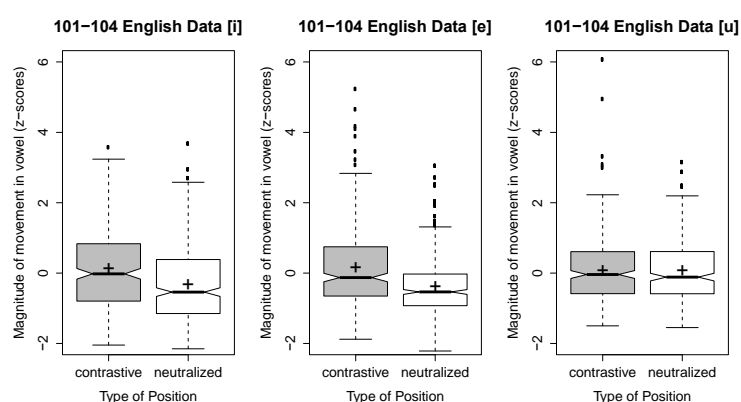 101−104 English Data [i]
Magnitude of movement in vowel (z−scores)
6
4
2
0
−2
contrastive neutralized
Type of Position
101−104 English Data [e]
Magnitude of movement in vowel (z−scores)
6
4
2
0
−2
contrastive neutralized
Type of Position
101−104 English Data [u]
Magnitude of movement in vowel (z−scores)
6
4
2
0
−2
contrastive neutralized
Type of Position